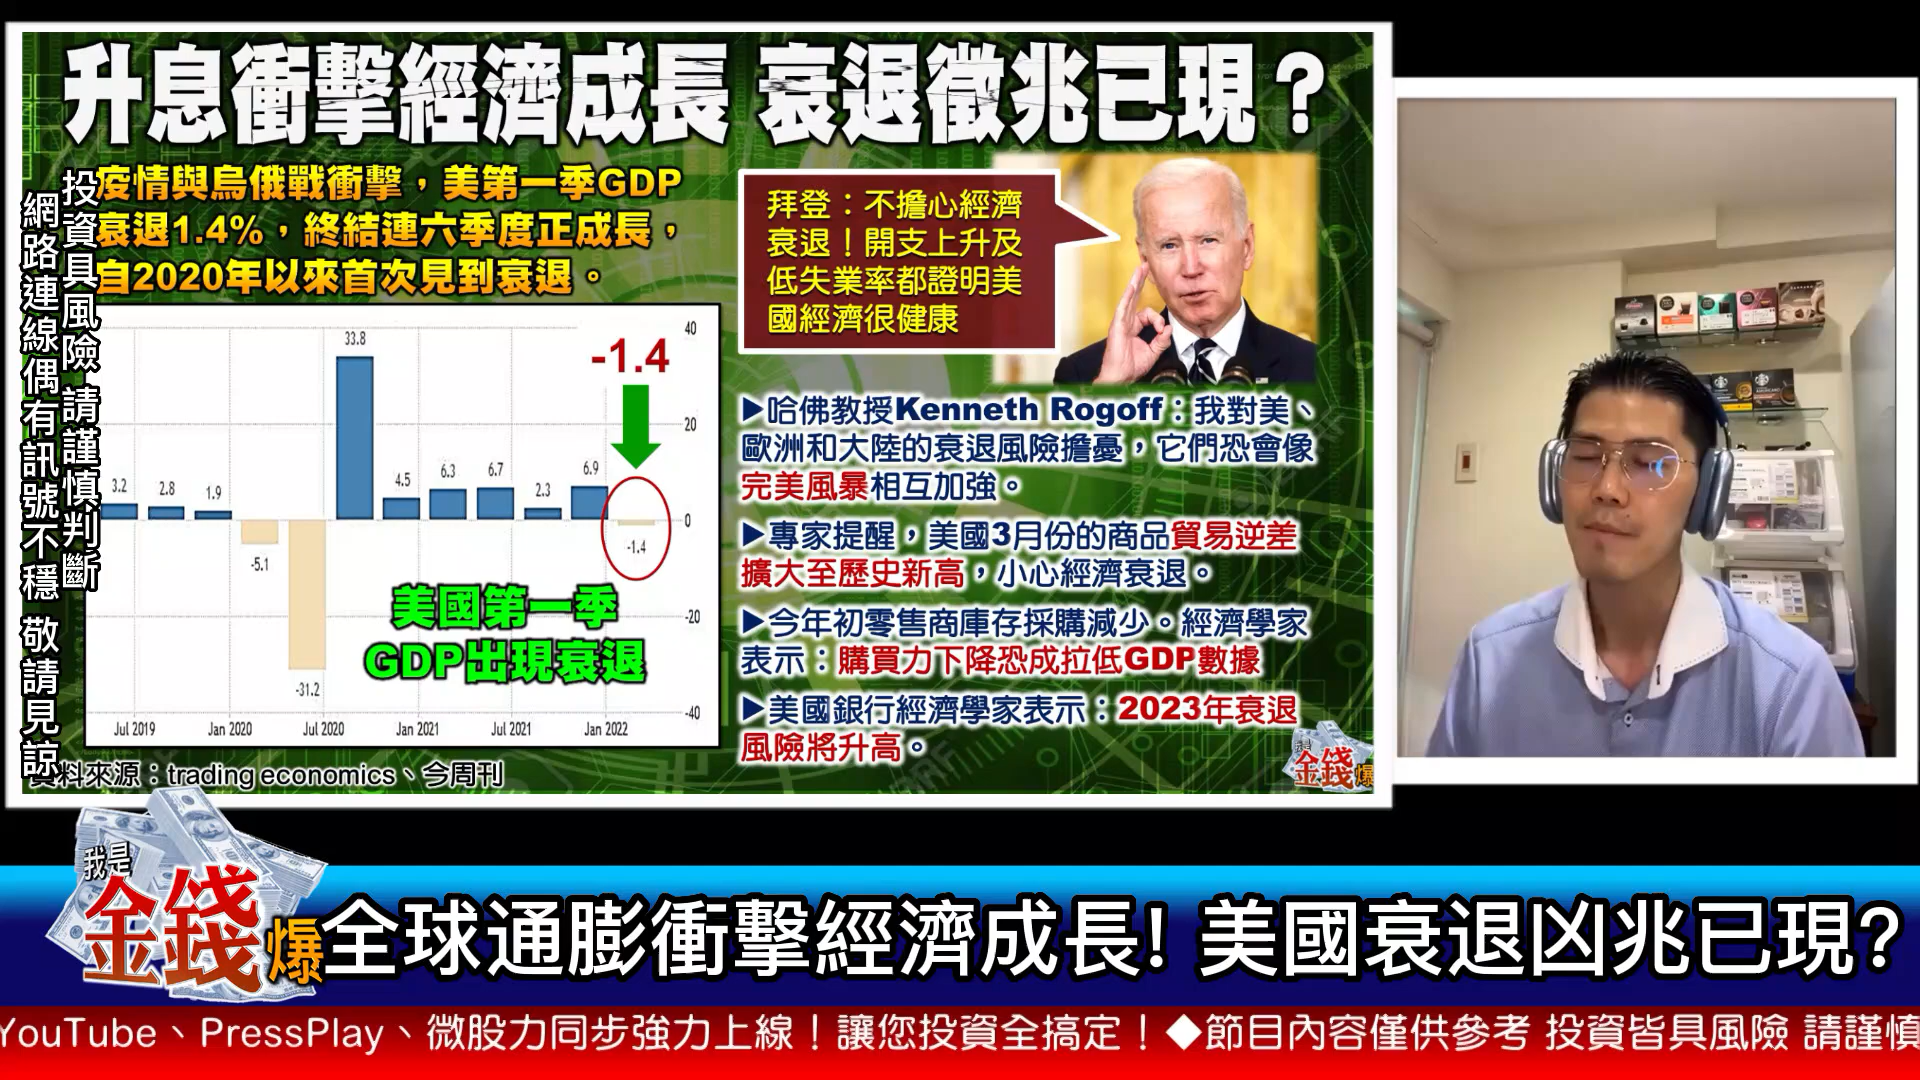 升息衝擊經濟成長 衰退徵兆已現？
投資具風險 請謹慎判斷
網路連線偶有訊號不穩 敬請見諒
疫情與烏俄戰衝擊，美第一季GDP
衰退1.4%，終結連六季度正成長，
自2020年以來首次見到衰退。
拜登：不擔心經濟
衰退！開支上升及
低失業率都證明美
國經濟很健康
-1.4
40
20
0
-20
-40
3.2
2.8
1.9
-5.1
-31.2
33.8
4.5
6.3
6.7
2.3
6.9
-1.4
美國第一季
GDP出現衰退
Jul 2019
Jan 2020
Jul 2020
Jan 2021
Jul 2021
Jan 2022
資料來源：trading economics、今周刊
▶哈佛教授Kenneth Rogoff：我對美、
歐洲和大陸的衰退風險擔憂，它們恐會像
完美風暴相互加強。
▶專家提醒，美國3月份的商品貿易逆差
擴大至歷史新高，小心經濟衰退。
▶今年初零售商庫存採購減少。經濟學家
表示：購買力下降恐成拉低GDP數據
▶美國銀行經濟學家表示：2023年衰退
風險將升高。
我是
金錢爆
我是
金錢爆
全球通膨衝擊經濟成長! 美國衰退凶兆已現?
YouTube、PressPlay、微股力同步強力上線！讓您投資全搞定！◆節目內容僅供參考 投資皆具風險 請謹慎